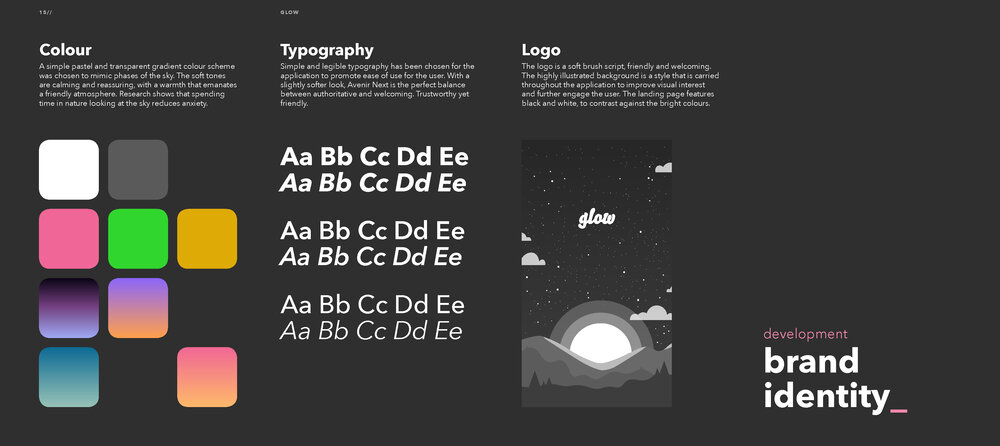 15//
GLOW
Colour
A simple pastel and transparent gradient colour scheme
was chosen to mimic phases of the sky. The soft tones
are calming and reassuring, with a warmth that emanates
a friendly atmosphere. Research shows that spending
time in nature looking at the sky reduces anxiety.
Typography
Simple and legible typography has been chosen for the
application to promote ease of use for the user. With a
slightly softer look, Avenir Next is the perfect balance
between authoritative and welcoming. Trustworthy yet
friendly.
Logo
The logo is a soft brush script, friendly and welcoming.
The highly illustrated background is a style that is carried
throughout the application to improve visual interest
and further engage the user. The landing page features
black and white, to contrast against the bright colours.
Aa Bb Cc Dd Ee
Aa Bb Cc Dd Ee
Aa Bb Cc Dd Ee
Aa Bb Cc Dd Ee
Aa Bb Cc Dd Ee
Aa Bb Cc Dd Ee
glow
development
brand
identity_